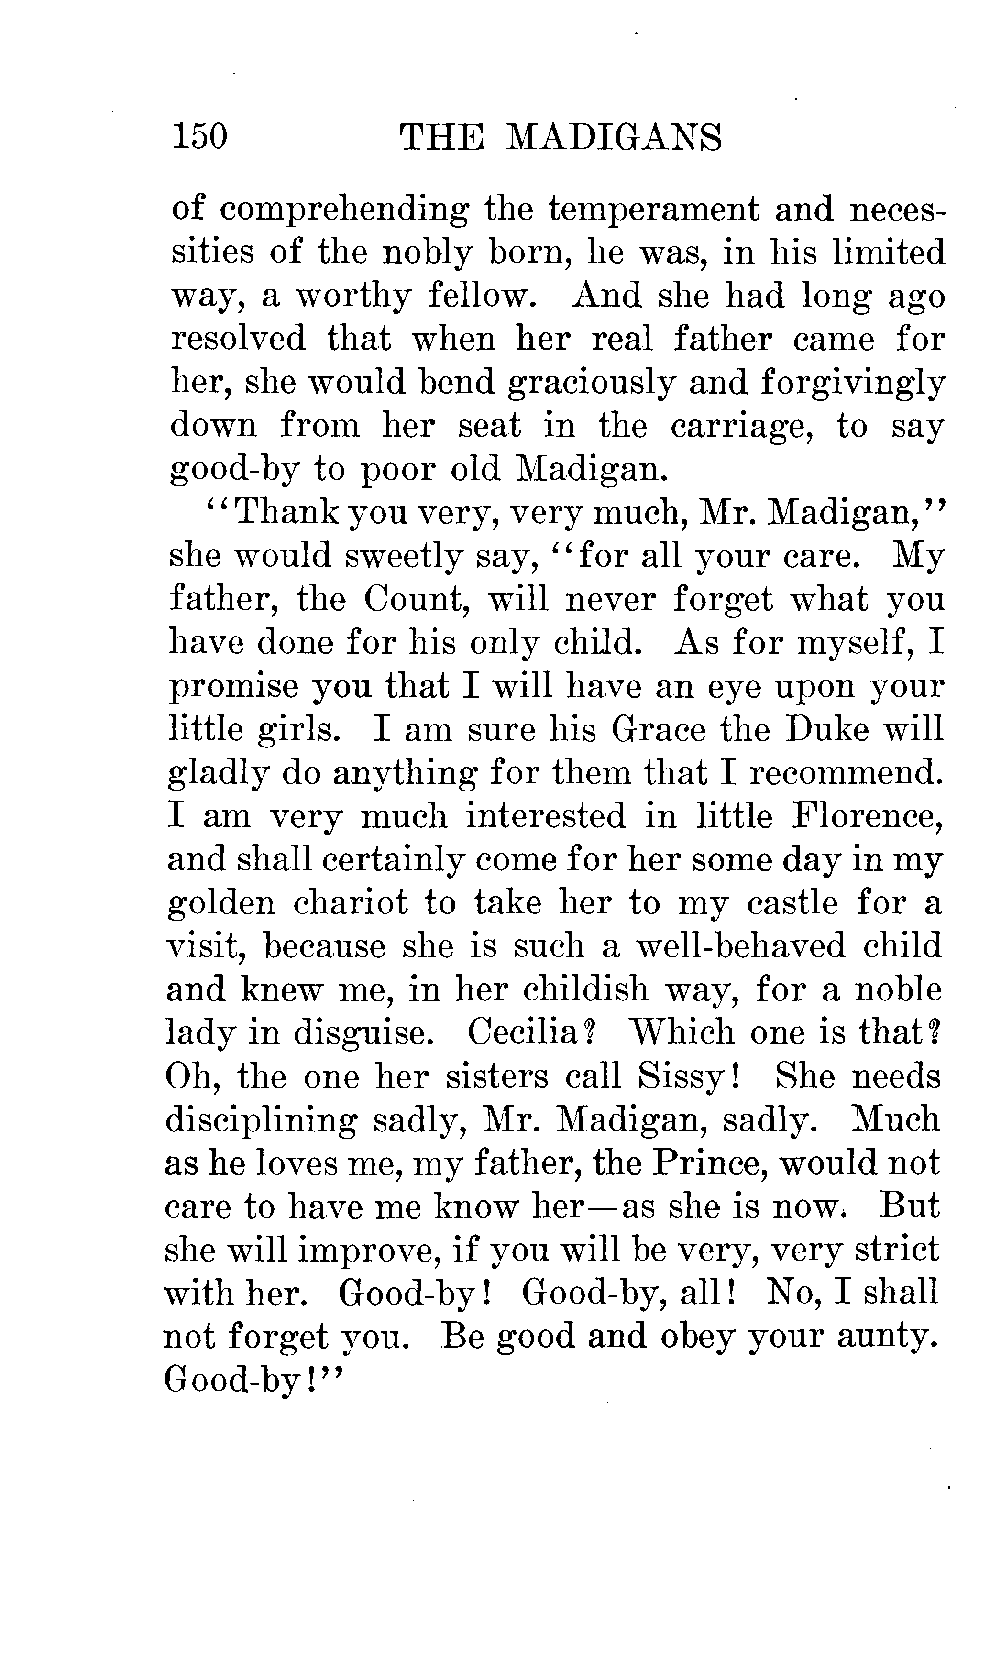 150 THE MADIGANS
of comprehending the temperament and neces-
sities of the nobly born, he was, in his limited
way, a worthy fellow. And she had long ago
resolved that when her real father came for
her, she would bend graciously and forgivingly
down from her seat in the carriage, to say
good-by to poor old Madigan.
"Thank you very, very much, Mr. Madigan,"
she would sweetly say, "for all your care. My
father, the Count, will never forget what you
have done for his only child. As for myself, I
promise you that I will have an eye upon your
little girls. I am sure his Grace the Duke will
gladly do anything for them that I recommend.
I am very much interested in little Florence,
and shall certainly come for her some day in my
golden chariot to take her to my castle for a
visit, because she is such a well-behaved child
and knew me, in her childish way, for a noble
lady in disguise. Cecilia? Which one is that?
Oh, the one her sisters call Sissy! She needs
disciplining sadly, Mr. Madigan, sadly. Much
as he loves me, my father, the Prince, would not
care to have me know her—as she is now. But
she will improve, if you will be very, very strict
with her. Good-by! Good-by, all! No, I shall
not forget you. Be good and obey your aunty.
Good-by!"